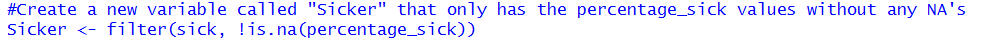 #Create a new variable called "Sicker" that only has the percentage_sick values without any NA's
Sicker <- filter(sick, !is.na(percentage_sick))